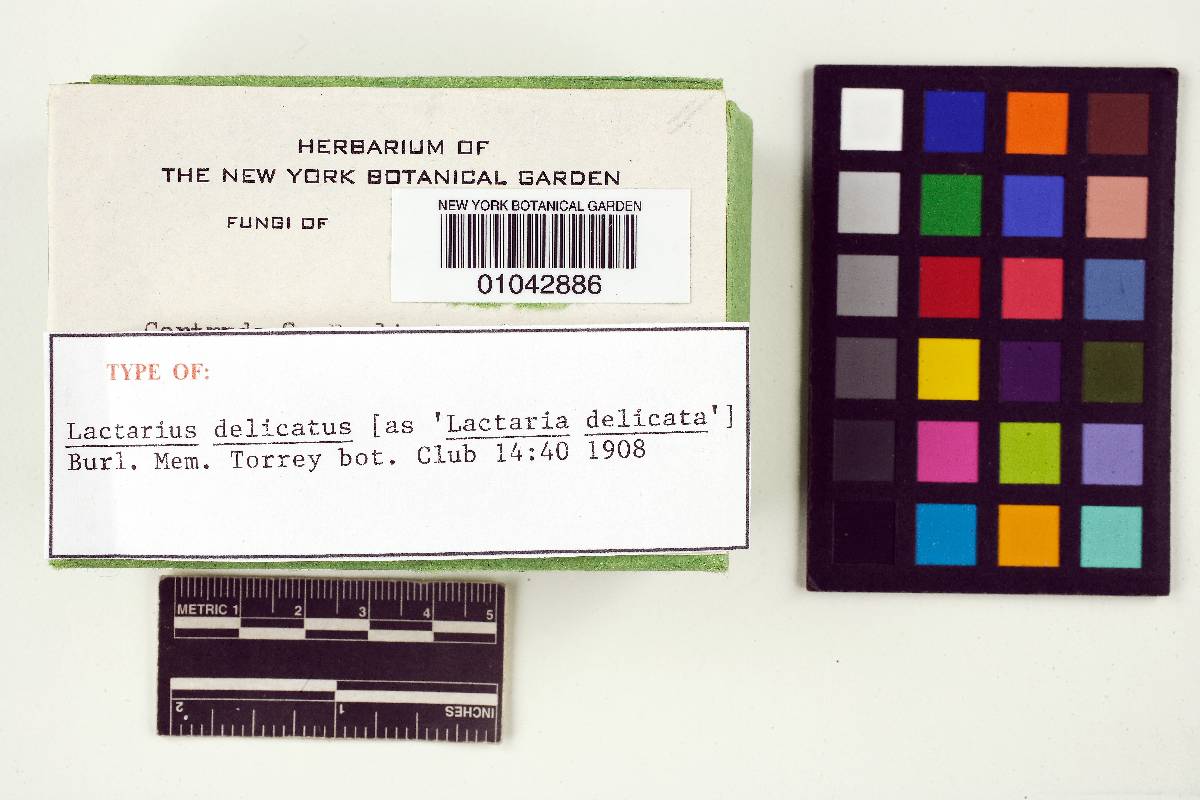 HERBARIUM OF
THE NEW YORK BOTANICAL GARDEN
FUNGI OF
NEW YORK BOTANICAL GARDEN
01042886
TYPE OF:
Lactarius delicatus [as 'Lactaria delicata']
Burl. Mem. Torrey bot. Club 14:40 1908
METRIC 1 2 3 4 5
2 1 INCHES